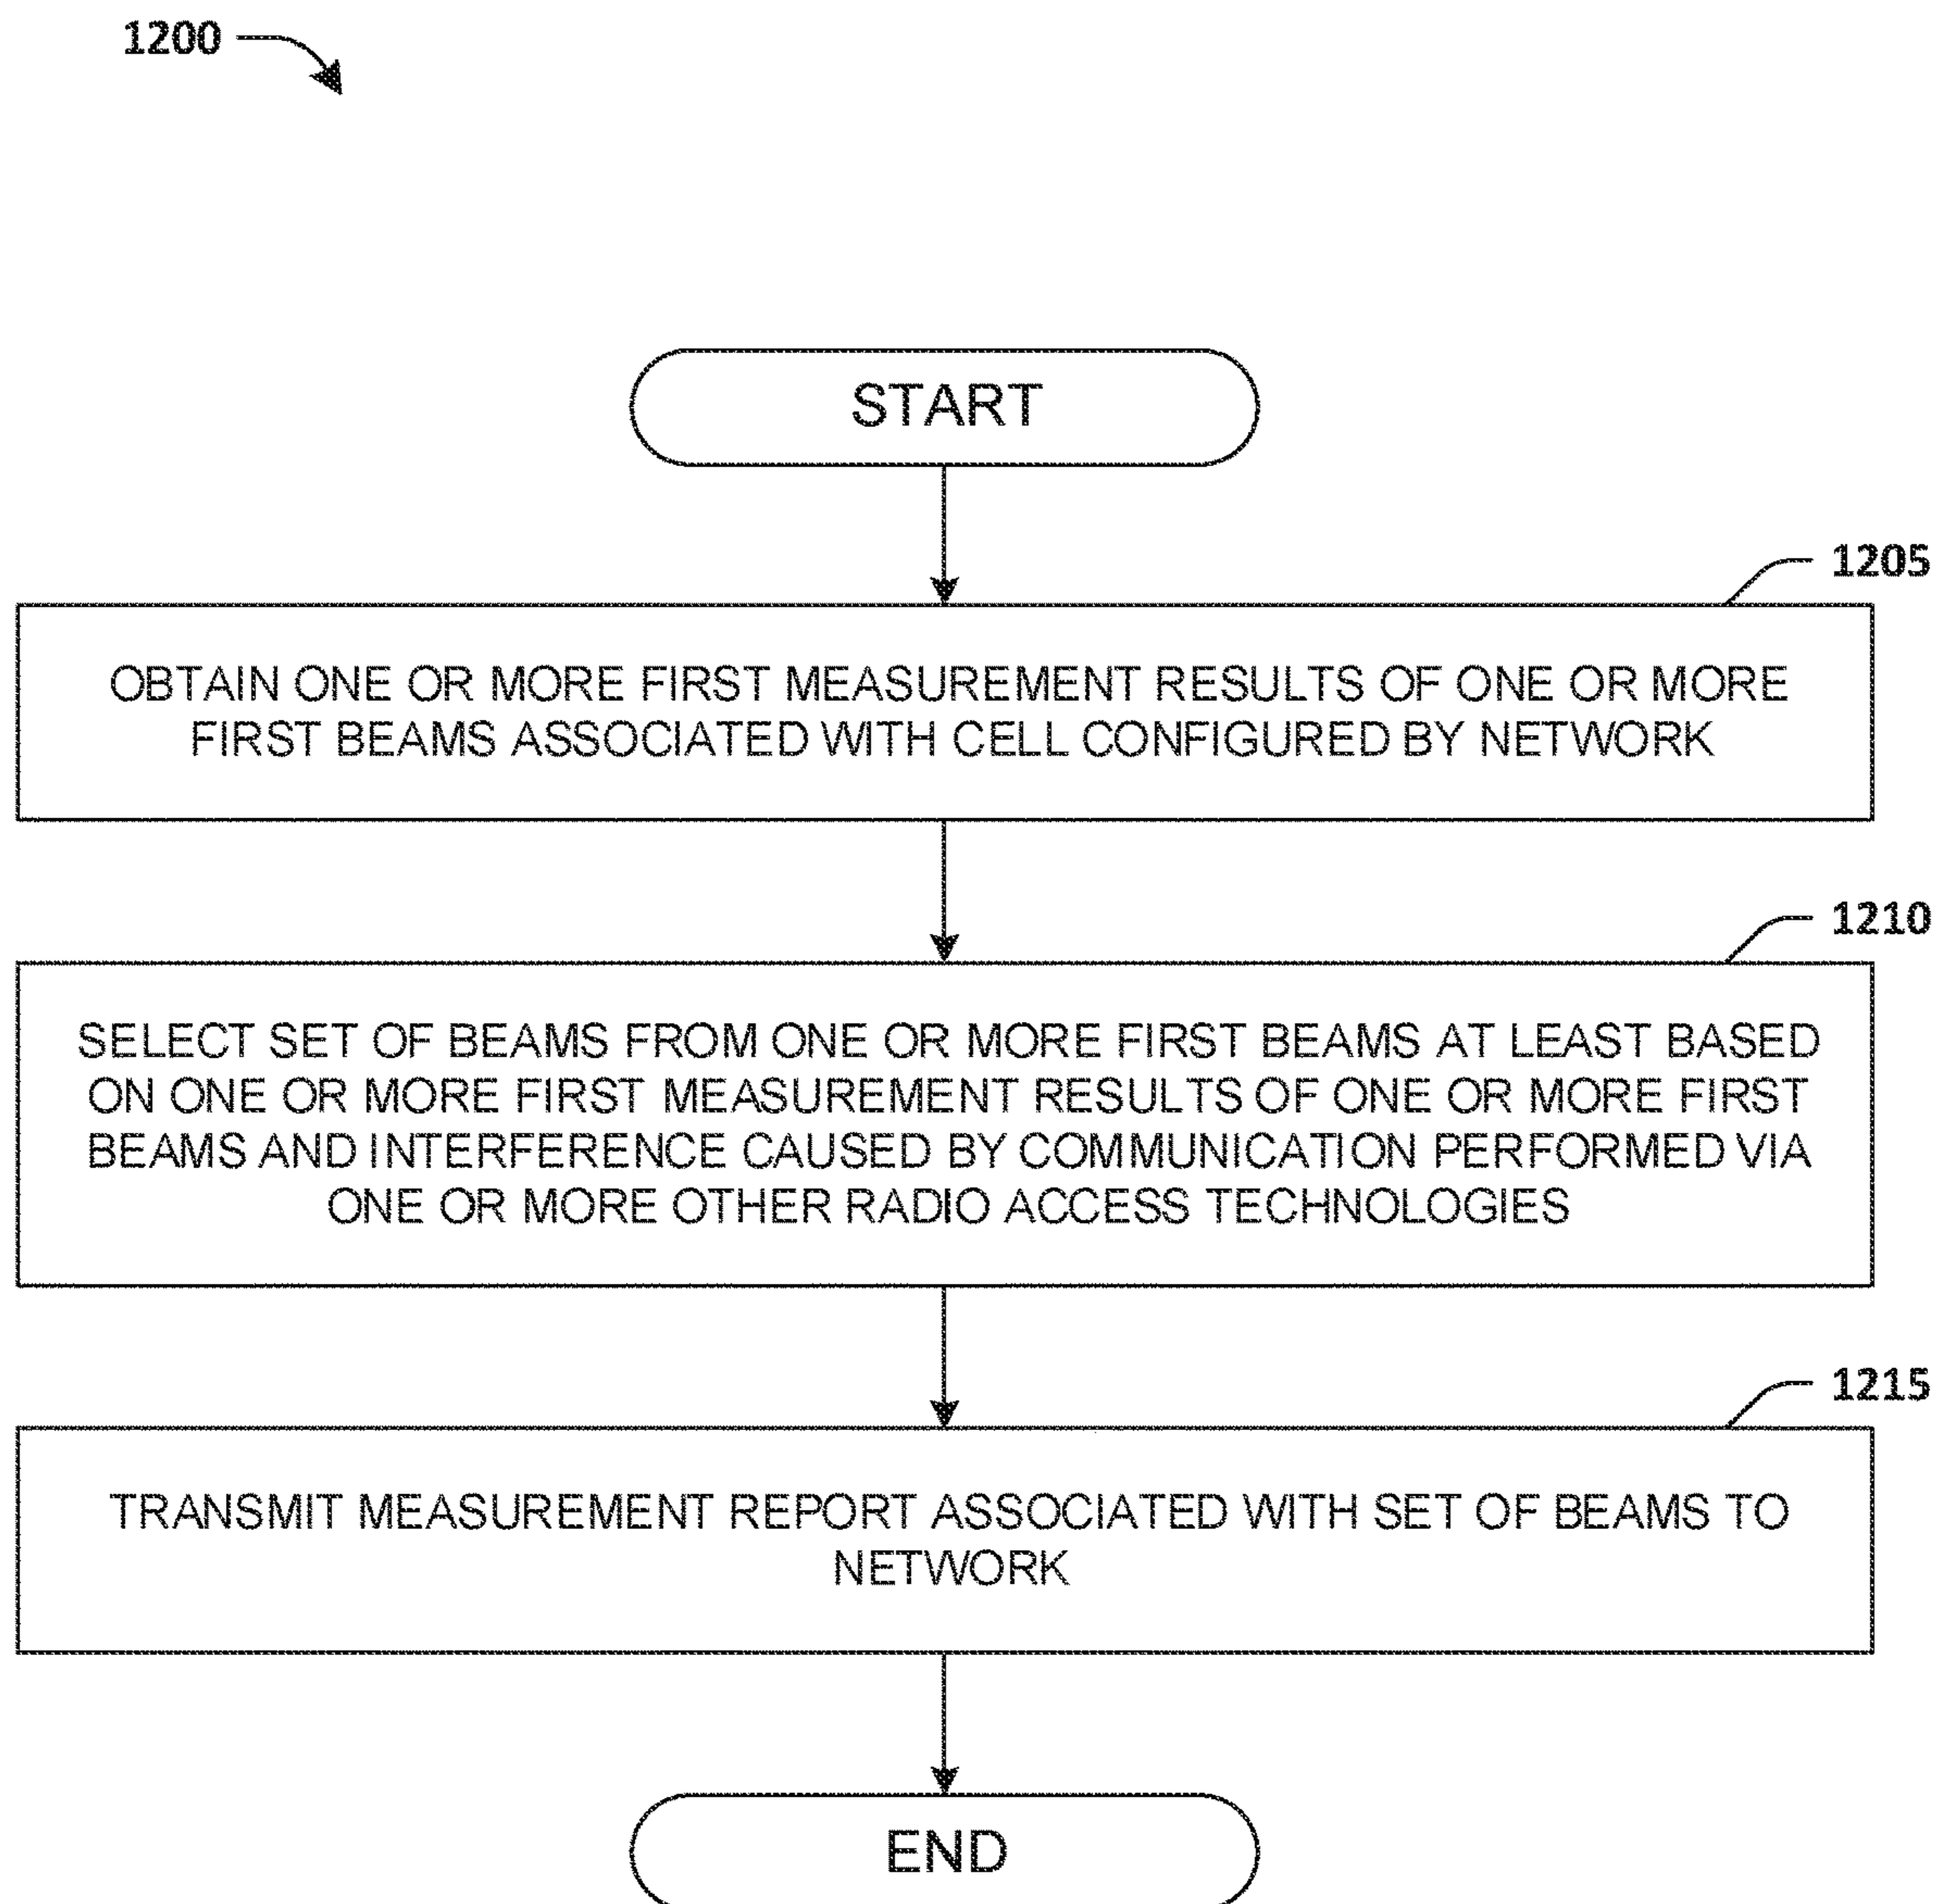 1200
START
1205
OBTAIN ONE OR MORE FIRST MEASUREMENT RESULTS OF ONE OR MORE
FIRST BEAMS ASSOCIATED WITH CELL CONFIGURED BY NETWORK
1210
SELECT SET OF BEAMS FROM ONE OR MORE FIRST BEAMS AT LEAST BASED
ON ONE OR MORE FIRST MEASUREMENT RESULTS OF ONE OR MORE FIRST
BEAMS AND INTERFERENCE CAUSED BY COMMUNICATION PERFORMED VIA
ONE OR MORE OTHER RADIO ACCESS TECHNOLOGIES
1215
TRANSMIT MEASUREMENT REPORT ASSOCIATED WITH SET OF BEAMS TO
NETWORK
END